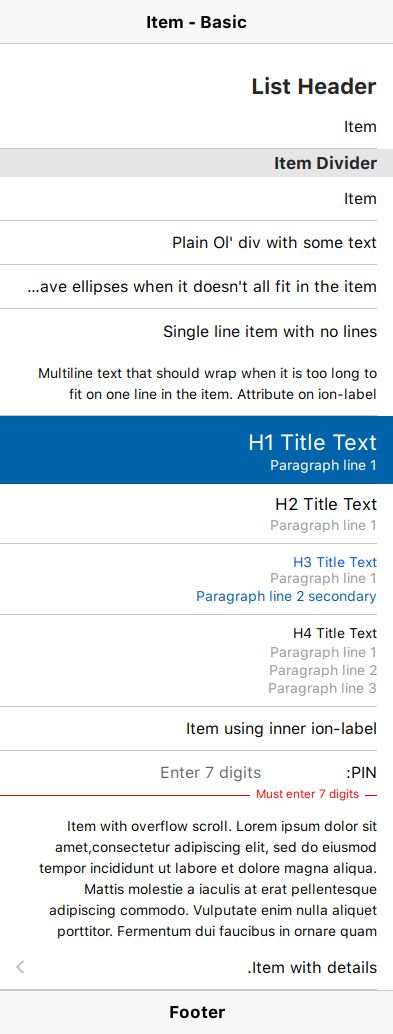 Item - Basic
List Header
Item
Item Divider
Item
Plain Ol' div with some text
...ave ellipses when it doesn't all fit in the item
Single line item with no lines
Multiline text that should wrap when it is too long to
fit on one line in the item. Attribute on ion-label
H1 Title Text
Paragraph line 1
H2 Title Text
Paragraph line 1
H3 Title Text
Paragraph line 1
Paragraph line 2 secondary
H4 Title Text
Paragraph line 1
Paragraph line 2
Paragraph line 3
Item using inner ion-label
Enter 7 digits :PIN
Must enter 7 digits
Item with overflow scroll. Lorem ipsum dolor sit
amet,consectetur adipiscing elit, sed do eiusmod
tempor incididunt ut labore et dolore magna aliqua.
Mattis molestie a iaculis at erat pellentesque
adipiscing commodo. Vulputate enim nulla aliquet
porttitor. Fermentum dui faucibus in ornare quam
.Item with details
Footer